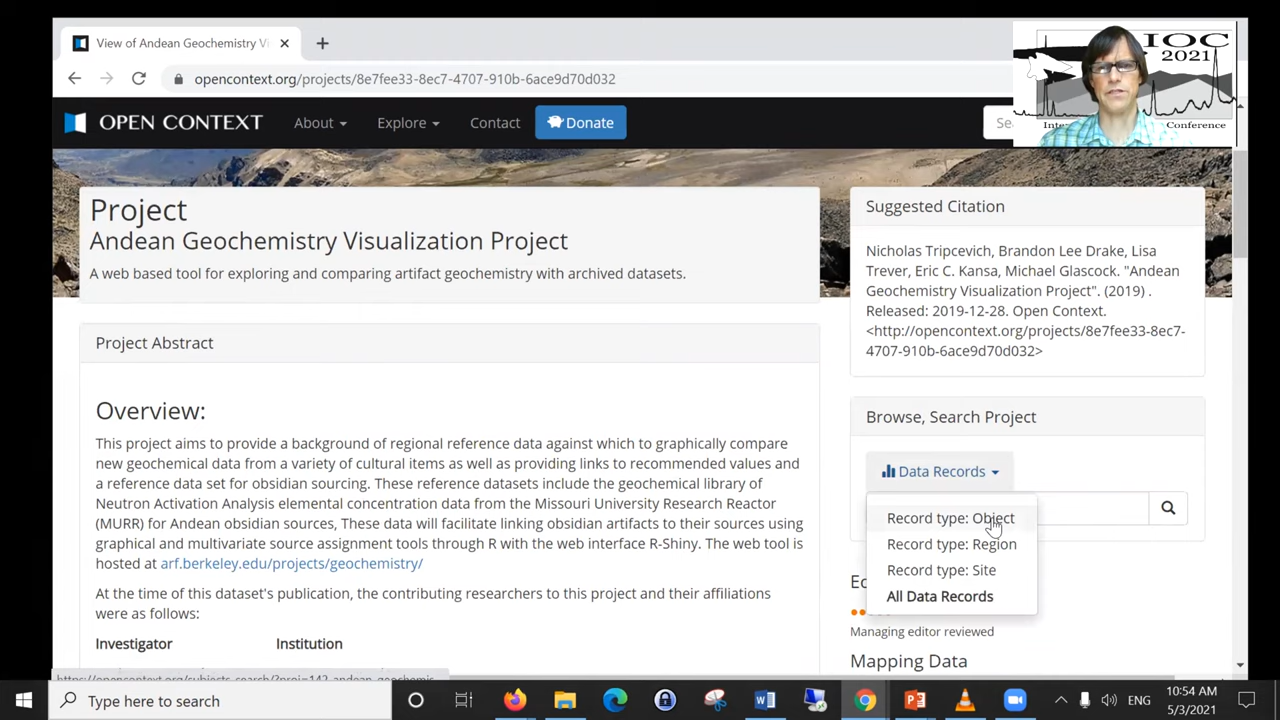 View of Andean Geochemistry Vi
opencontext.org/projects/8e7fee33-8ec7-4707-910b-6ace9d70d032
IOC
2021
Conference
OPEN CONTEXT
About
Explore
Contact
Donate
Project
Andean Geochemistry Visualization Project
A web based tool for exploring and comparing artifact geochemistry with archived datasets.
Project Abstract
Overview:
This project aims to provide a background of regional reference data against which to graphically compare
new geochemical data from a variety of cultural items as well as providing links to recommended values and
a reference data set for obsidian sourcing. These reference datasets include the geochemical library of
Neutron Activation Analysis elemental concentration data from the Missouri University Research Reactor
(MURR) for Andean obsidian sources, These data will facilitate linking obsidian artifacts to their sources using
graphical and multivariate source assignment tools through R with the web interface R-Shiny. The web tool is
hosted at arf.berkeley.edu/projects/geochemistry/
At the time of this dataset's publication, the contributing researchers to this project and their affiliations
were as follows:
Investigator Institution
Suggested Citation
Nicholas Tripcevich, Brandon Lee Drake, Lisa
Trever, Eric C. Kansa, Michael Glascock. "Andean
Geochemistry Visualization Project". (2019) .
Released: 2019-12-28. Open Context.
<http://opencontext.org/projects/8e7fee33-8ec7-
4707-910b-6ace9d70d032>
Browse, Search Project
Data Records
Record type: Object
Record type: Region
Record type: Site
All Data Records
Managing editor reviewed
Mapping Data
Type here to search
ENG
10:54 AM
5/3/2021